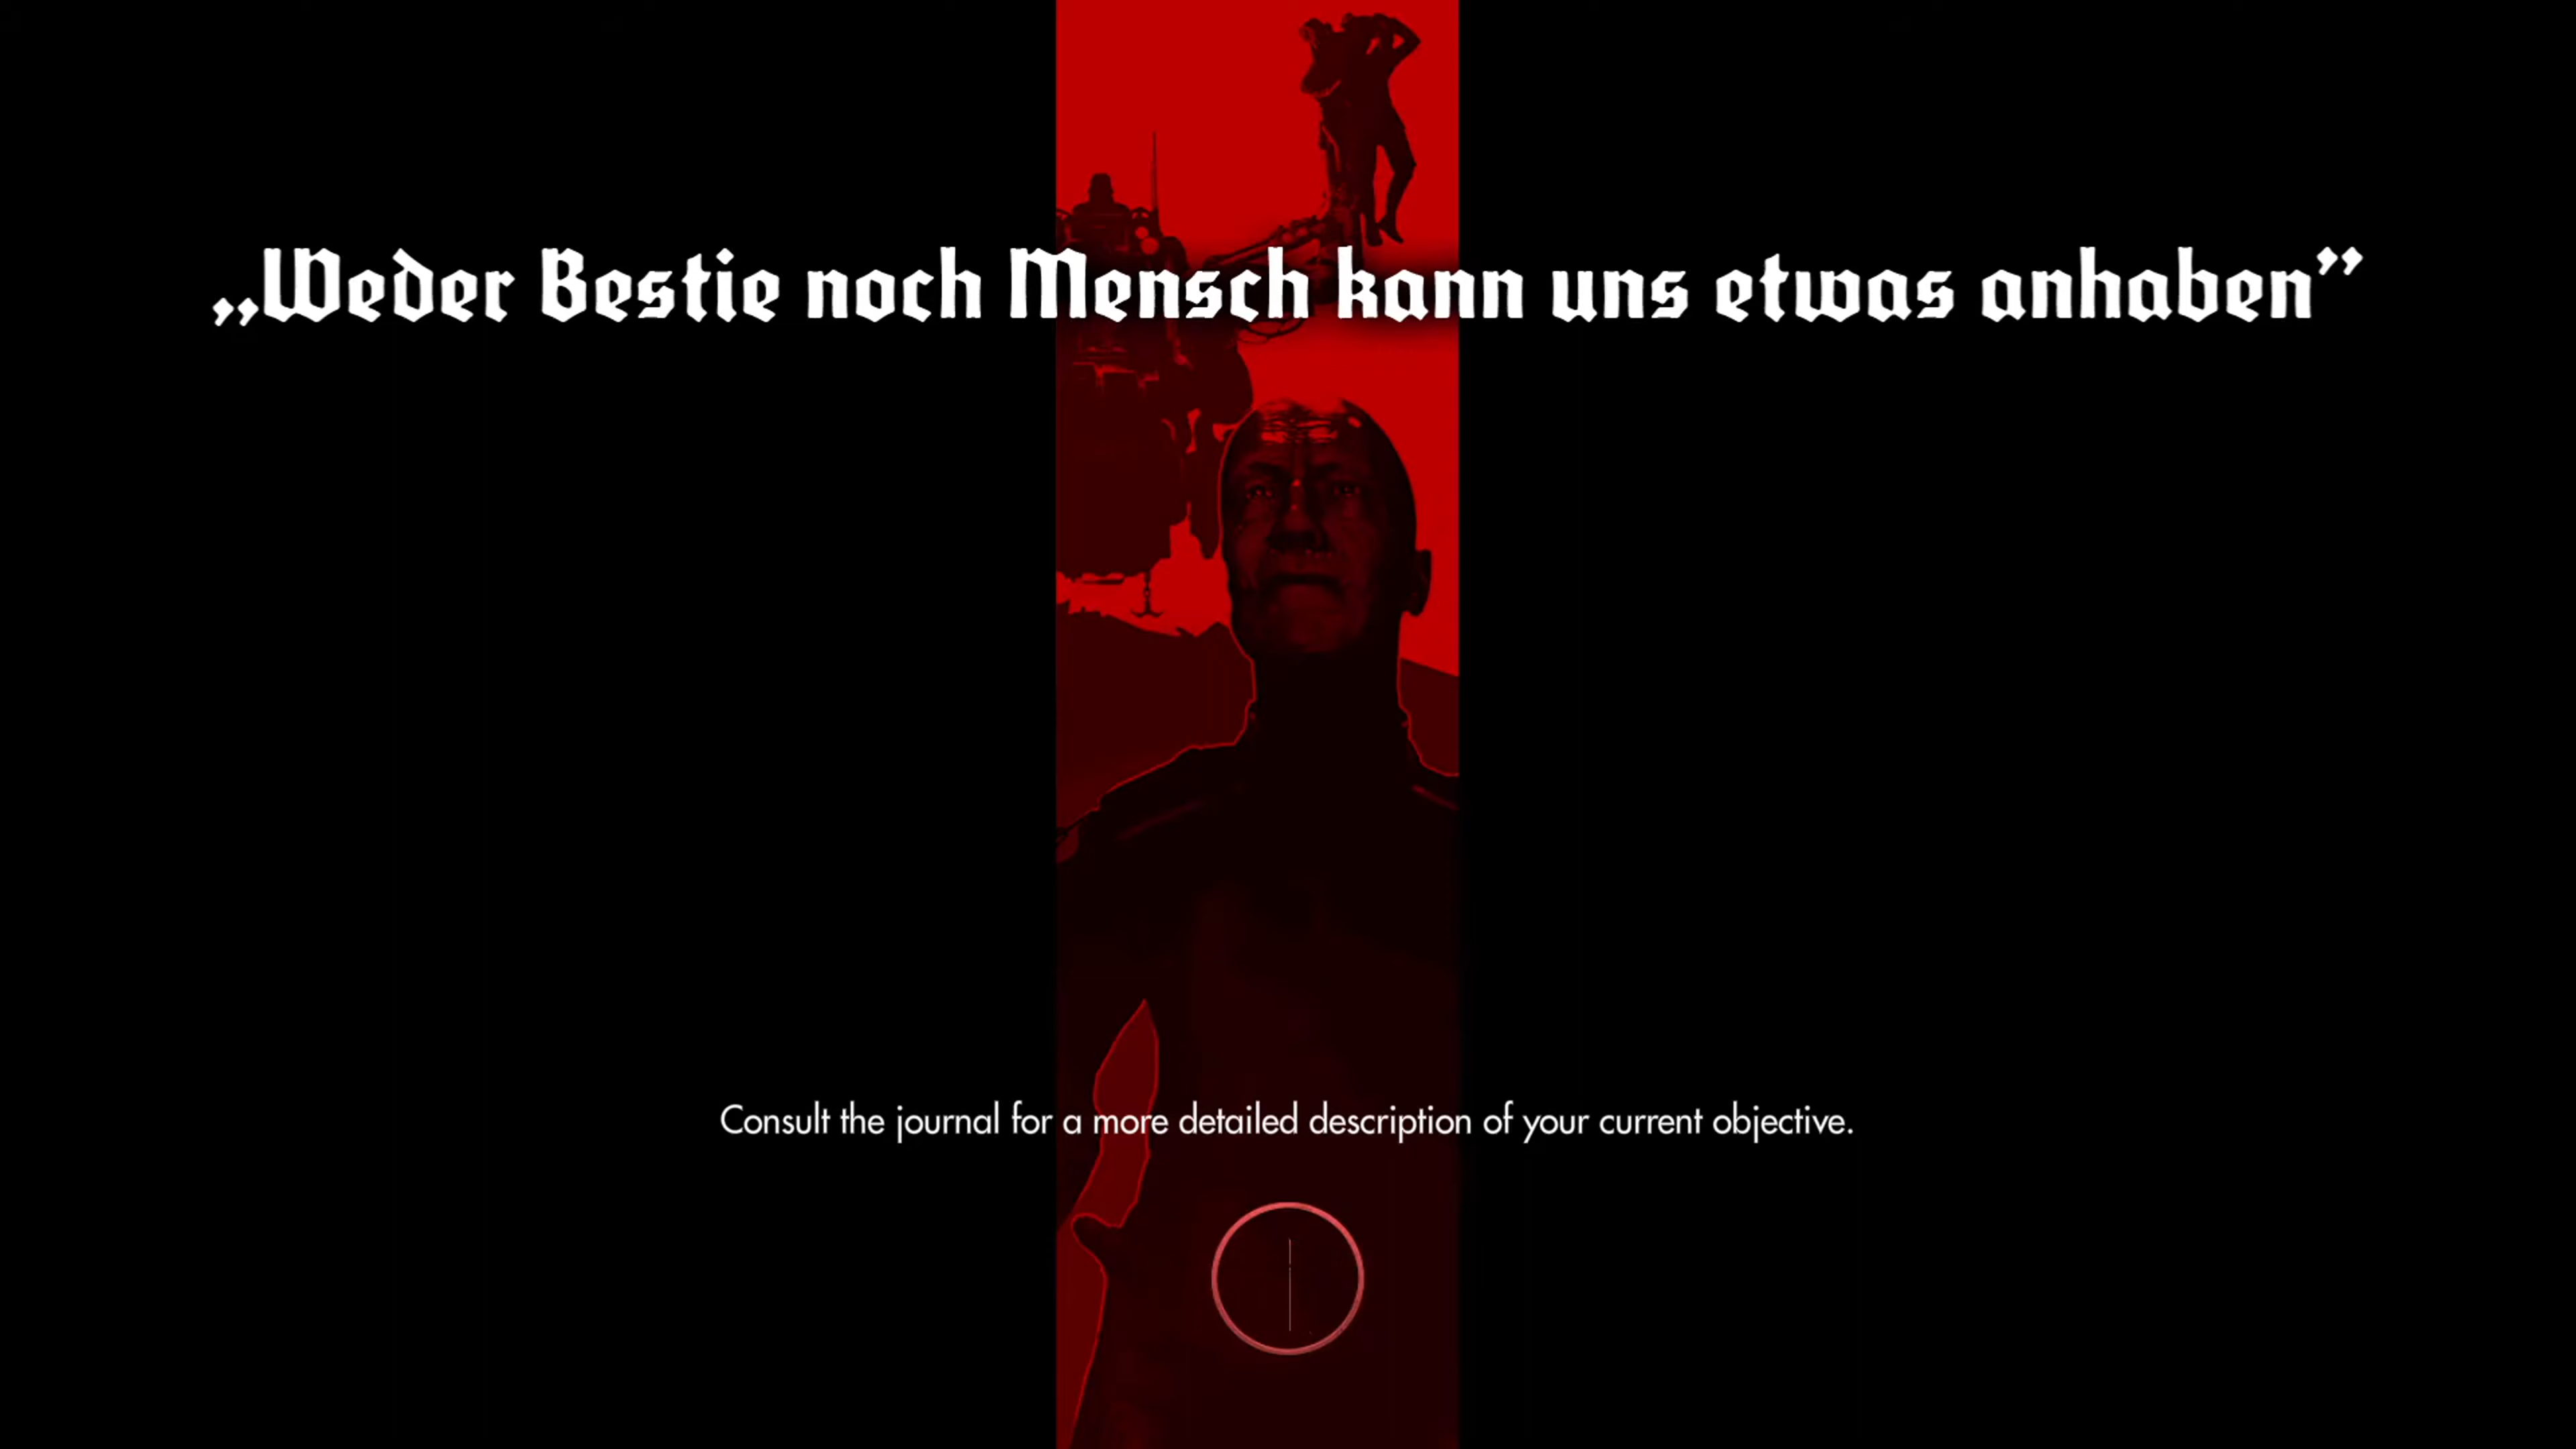 „Weder Bestie noch Mensch kann uns etwas anhaben”
Consult the journal for a more detailed description of your current objective.